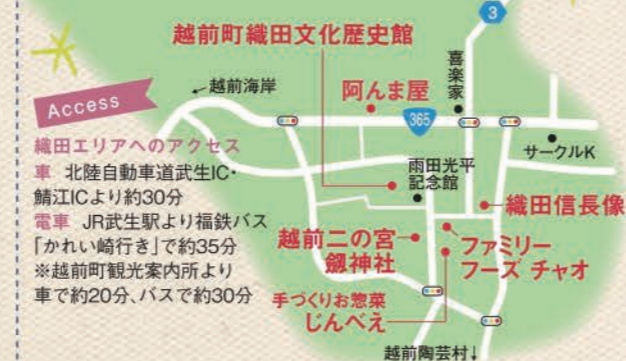 3
越前町織田文化歴史館
喜楽家
←越前海岸
阿んま屋
365
サークルK
雨田光平
記念館
織田信長像
越前二の宮
劔神社
ファミリー
フーズ チャオ
手づくりお惣菜
じんべえ
越前陶芸村↓
Access
織田エリアへのアクセス
車 北陸自動車道武生IC・
鯖江ICより約30分
電車 JR武生駅より福鉄バス
「かれい崎行き」で約35分
※越前町観光案内所より
車で約20分、バスで約30分